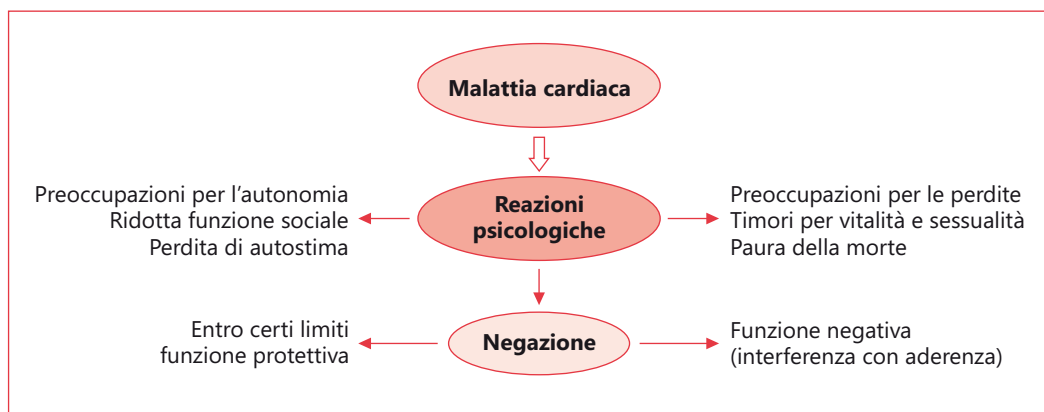 Malattia cardiaca
Preoccupazioni per l'autonomia
Ridotta funzione sociale
Perdita di autostima
Reazioni
psicologiche
Preoccupazioni per le perdite
Timori per vitalità e sessualità
Paura della morte
Entro certi limiti
funzione protettiva
Negazione
Funzione negativa
(interferenza con aderenza)